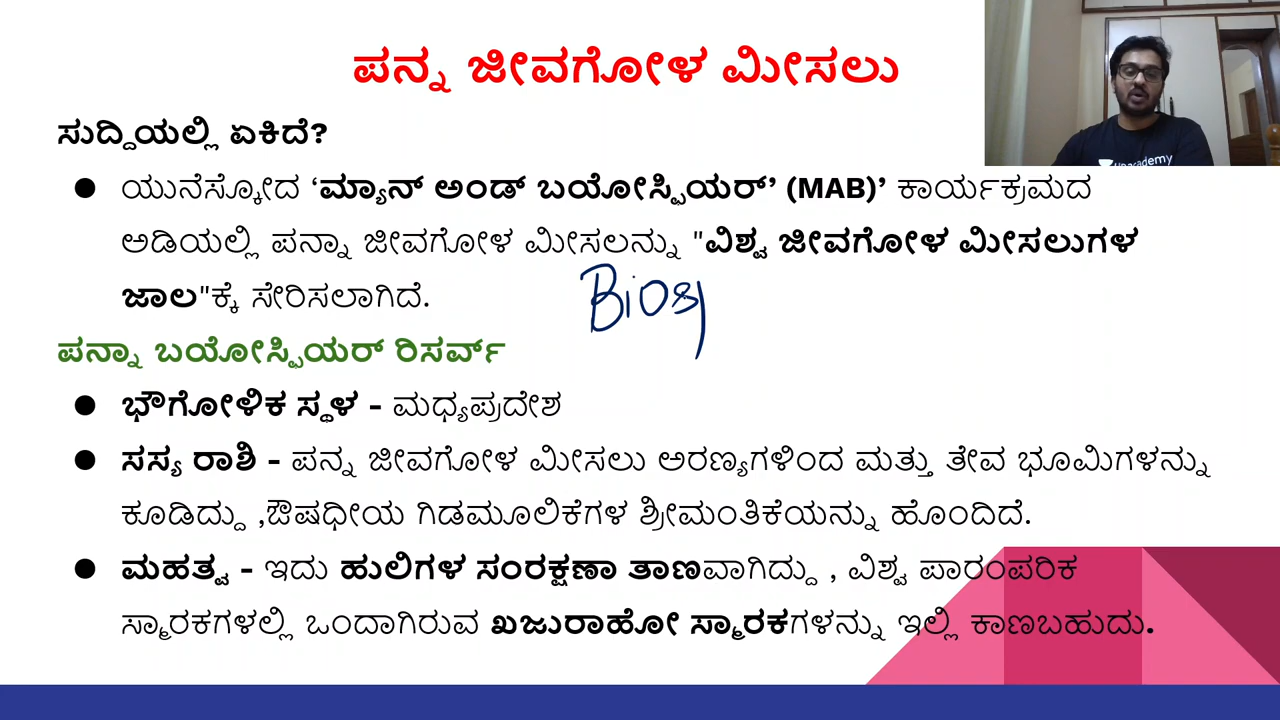 ಪನ್ನ ಜೀವಗೋಳ ಮೀಸಲು
ಸುದ್ದಿಯಲ್ಲಿ ಏಕಿದೆ?
● ಯುನೆಸ್ಕೋದ ‘ಮ್ಯಾನ್ ಅಂಡ್ ಬಯೋಸ್ಪಿಯರ್’ (MAB)’ ಕಾರ್ಯಕ್ರಮದ
ಅಡಿಯಲ್ಲಿ ಪನ್ನಾ ಜೀವಗೋಳ ಮೀಸಲನ್ನು "ವಿಶ್ವ ಜೀವಗೋಳ ಮೀಸಲುಗಳ
ಜಾಲ"ಕ್ಕೆ ಸೇರಿಸಲಾಗಿದೆ.
ಪನ್ನಾ ಬಯೋಸ್ಪಿಯರ್ ರಿಸರ್ವ್
● ಭೌಗೋಳಿಕ ಸ್ಥಳ - ಮಧ್ಯಪ್ರದೇಶ
● ಸಸ್ಯ ರಾಶಿ - ಪನ್ನ ಜೀವಗೋಳ ಮೀಸಲು ಅರಣ್ಯಗಳಿಂದ ಮತ್ತು ತೇವ ಭೂಮಿಗಳನ್ನು
ಕೂಡಿದ್ದು ,ಔಷಧೀಯ ಗಿಡಮೂಲಿಕೆಗಳ ಶ್ರೀಮಂತಿಕೆಯನ್ನು ಹೊಂದಿದೆ.
● ಮಹತ್ವ - ಇದು ಹುಲಿಗಳ ಸಂರಕ್ಷಣಾ ತಾಣವಾಗಿದ್ದು , ವಿಶ್ವ ಪಾರಂಪರಿಕ
ಸ್ಮಾರಕಗಳಲ್ಲಿ ಒಂದಾಗಿರುವ ಖಜುರಾಹೋ ಸ್ಮಾರಕಗಳನ್ನು ಇಲ್ಲಿ ಕಾಣಬಹುದು.